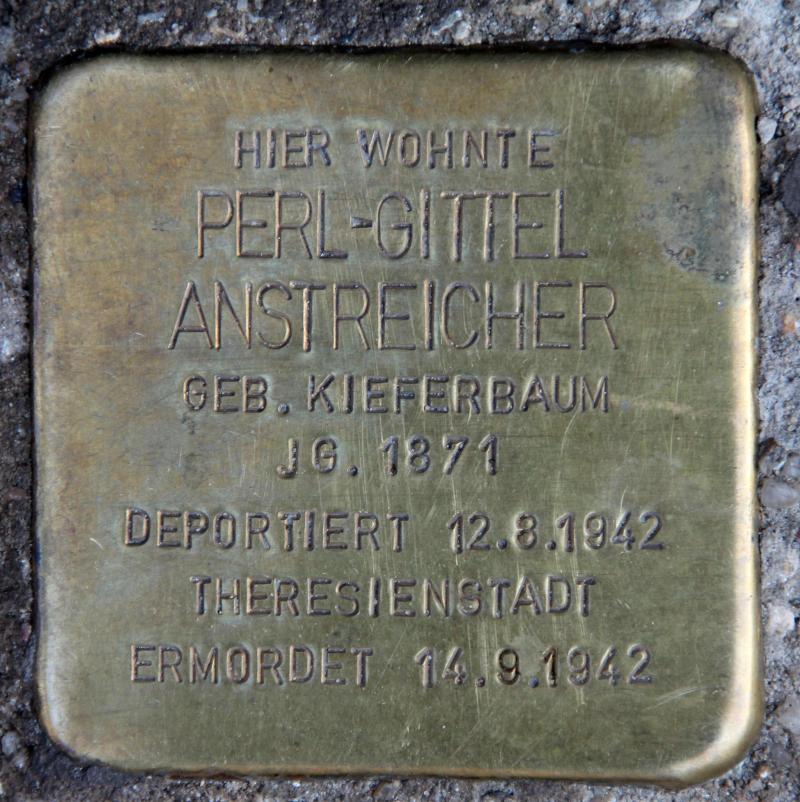 HIER WOHNTE
PERL-GITTEL
ANSTREICHER
GEB. KIEFERBAUM
JG. 1871
DEPORTIERT 12.8.1942
THERESIENSTADT
ERMORDET 14.9.1942